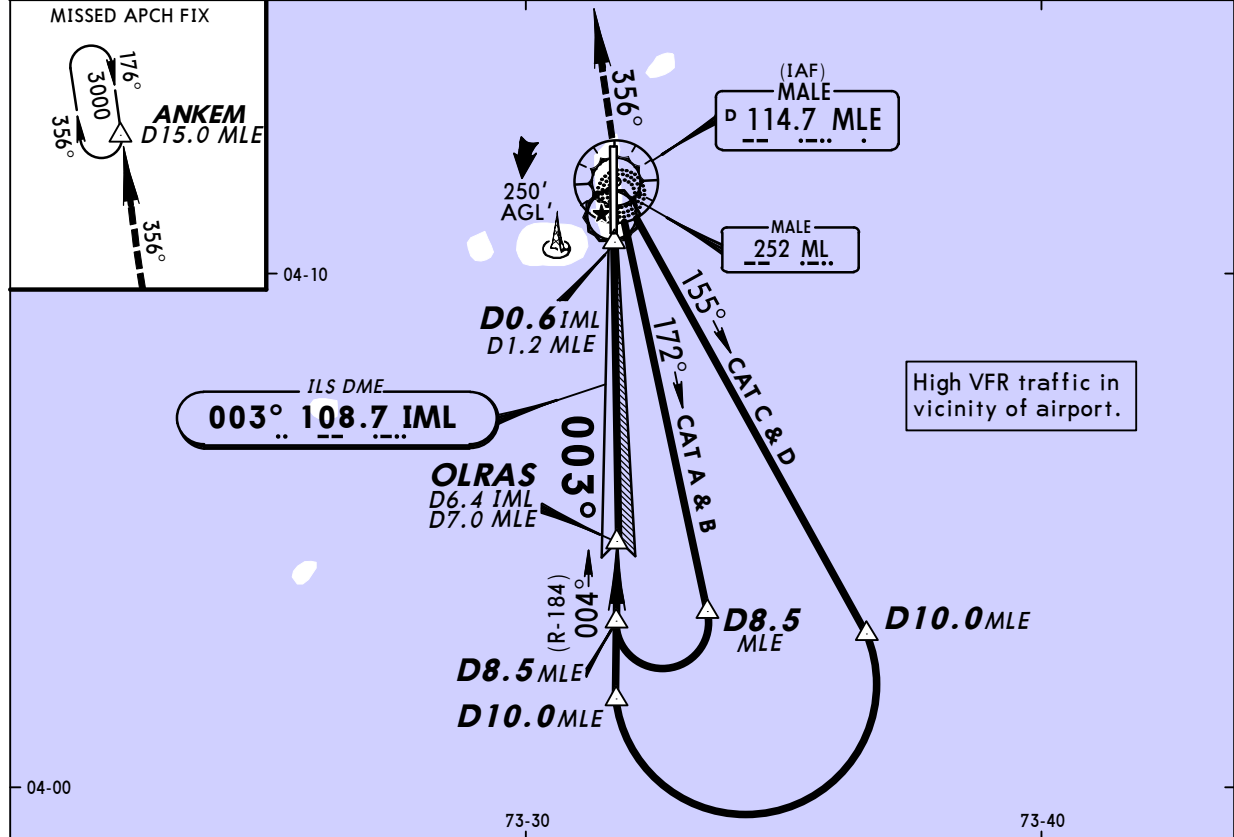 MISSED APCH FIX
176°
3000
356°
ANKEM
D15.0 MLE
356°
356°
(IAF)
MALE
D 114.7 MLE
250'
AGL'
MALE
252 ML
04-10
D0.6 IML
D1.2 MLE
155° CAT C & D
172° CAT A & B
ILS DME
003° 108.7 IML
High VFR traffic in
vicinity of airport.
003°
OLRAS
D6.4 IML
D7.0 MLE
(R-184)
004°
D8.5
MLE
D10.0 MLE
D8.5 MLE
D10.0 MLE
04-00
73-30
73-40